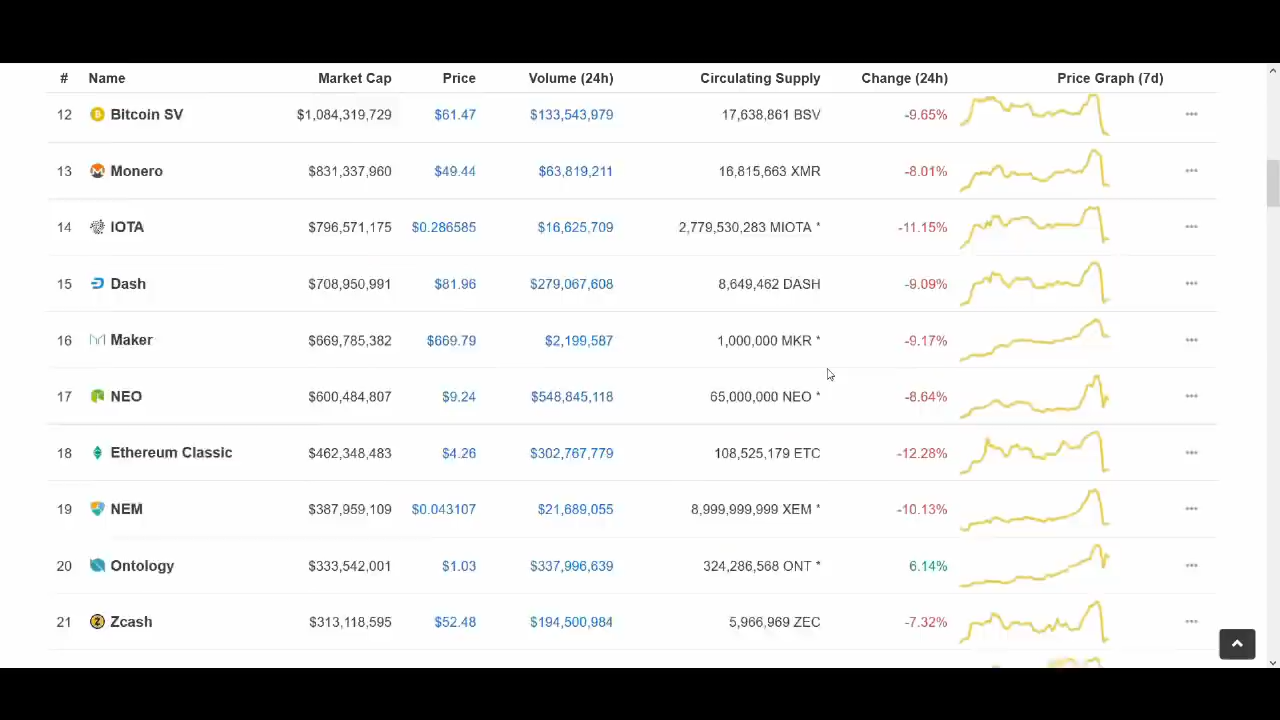 # Name Market Cap Price Volume (24h) Circulating Supply Change (24h) Price Graph (7d)
12 Bitcoin SV $1,084,319,729 $61.47 $133,543,979 17,638,861 BSV -9.65%
13 Monero $831,337,960 $49.44 $63,819,211 16,815,663 XMR -8.01%
14 IOTA $796,571,175 $0.286585 $16,625,709 2,779,530,283 MIOTA * -11.15%
15 Dash $708,950,991 $81.96 $279,067,608 8,649,462 DASH -9.09%
16 Maker $669,785,382 $669.79 $2,199,587 1,000,000 MKR * -9.17%
17 NEO $600,484,807 $9.24 $548,845,118 65,000,000 NEO * -8.64%
18 Ethereum Classic $462,348,483 $4.26 $302,767,779 108,525,179 ETC -12.28%
19 NEM $387,959,109 $0.043107 $21,689,055 8,999,999,999 XEM * -10.13%
20 Ontology $333,542,001 $1.03 $337,996,639 324,286,568 ONT * 6.14%
21 Zcash $313,118,595 $52.48 $194,500,984 5,966,969 ZEC -7.32%